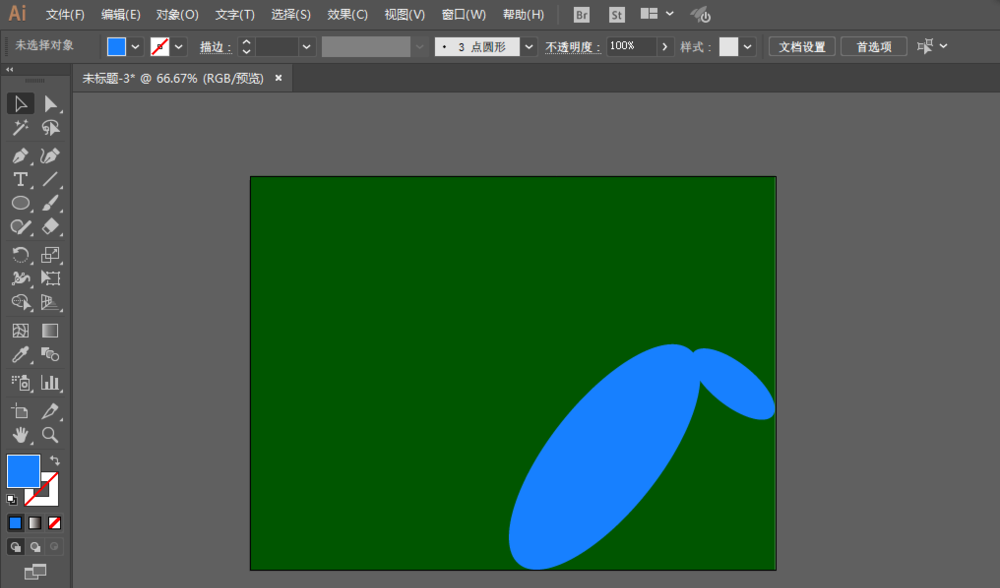 Ai 文件(F) 编辑(E) 对象(O) 文字(T) 选择(S) 效果(C) 视图(V) 窗口(W) 帮助(H) Br St
未选择对象 描边： 3 点圆形 不透明度： 100% 样式： 文档设置 首选项
未标题-3* @ 66.67% (RGB/预览) ×